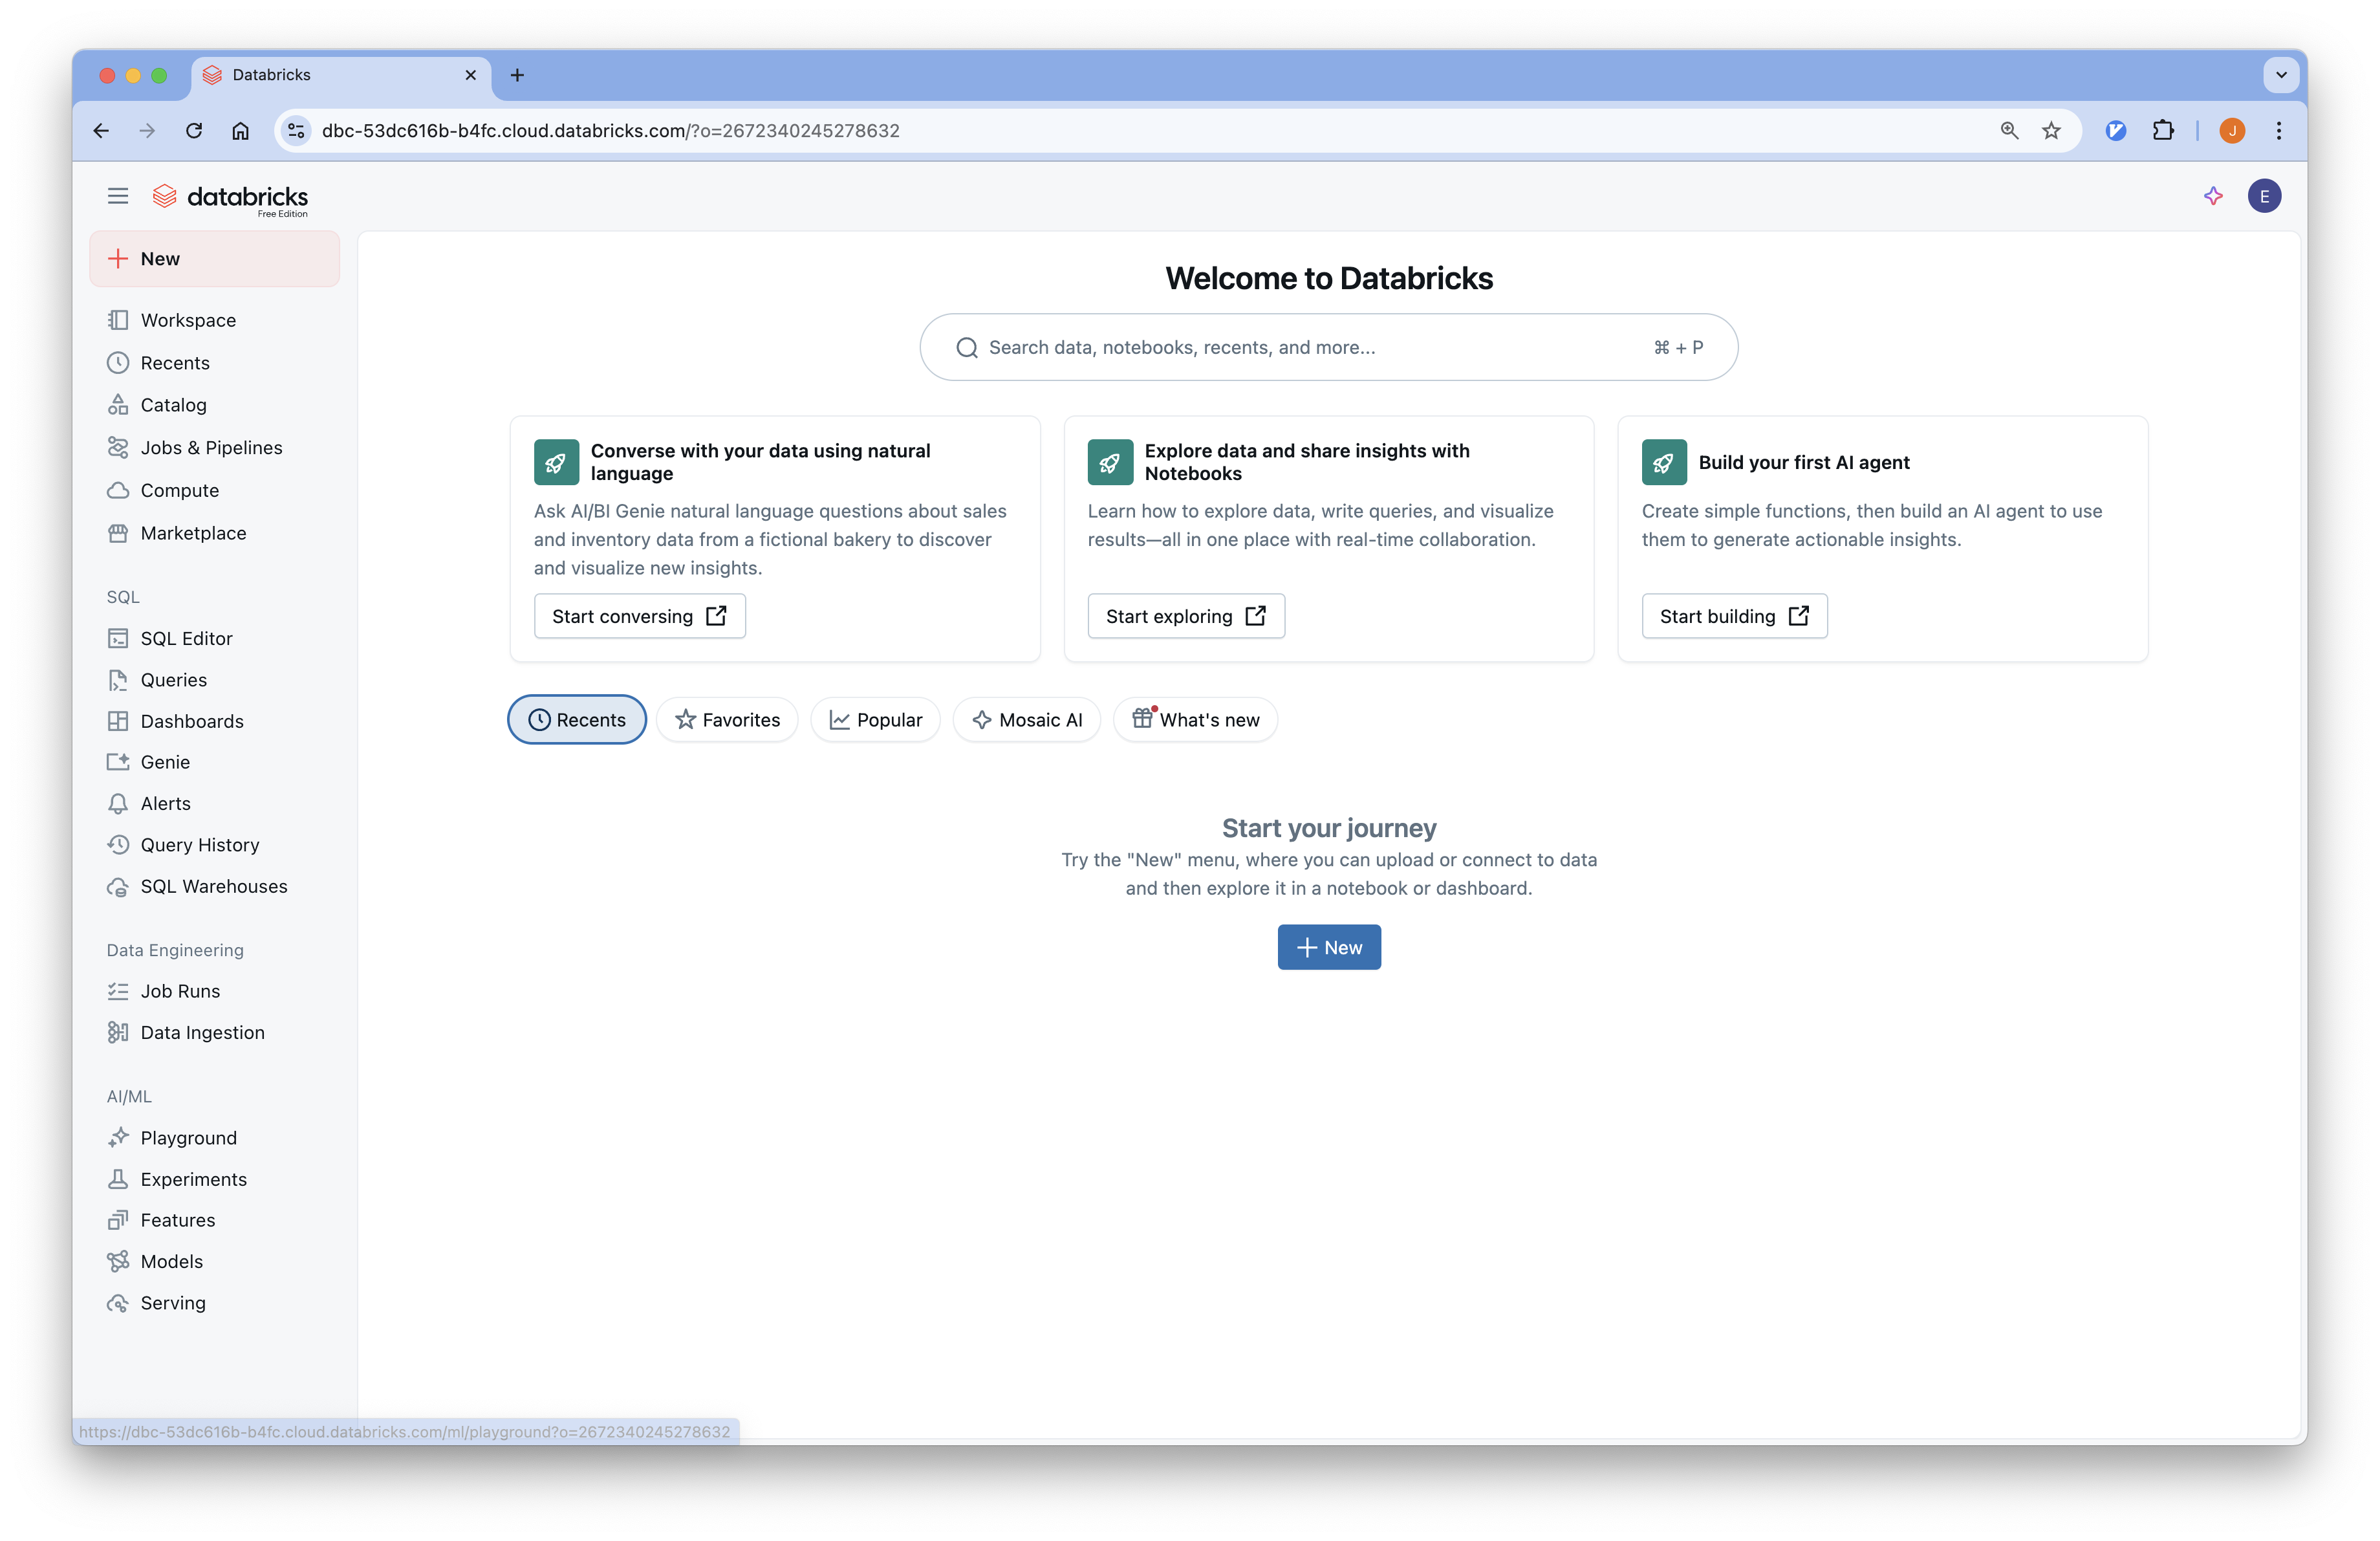 Databricks
dbc-53dc616b-b4fc.cloud.databricks.com/?o=2672340245278632
J
databricks
Free Edition
E
New
Workspace
Recents
Catalog
Jobs & Pipelines
Compute
Marketplace
SQL
SQL Editor
Queries
Dashboards
Genie
Alerts
Query History
SQL Warehouses
Data Engineering
Job Runs
Data Ingestion
AI/ML
Playground
Experiments
Features
Models
Serving
Welcome to Databricks
Search data, notebooks, recents, and more... ⌘ + P
Converse with your data using natural
language
Ask AI/BI Genie natural language questions about sales
and inventory data from a fictional bakery to discover
and visualize new insights.
Start conversing
Explore data and share insights with
Notebooks
Learn how to explore data, write queries, and visualize
results—all in one place with real-time collaboration.
Start exploring
Build your first AI agent
Create simple functions, then build an AI agent to use
them to generate actionable insights.
Start building
Recents Favorites Popular Mosaic AI What's new
Start your journey
Try the "New" menu, where you can upload or connect to data
and then explore it in a notebook or dashboard.
New
https://dbc-53dc616b-b4fc.cloud.databricks.com/ml/playground?o=2672340245278632